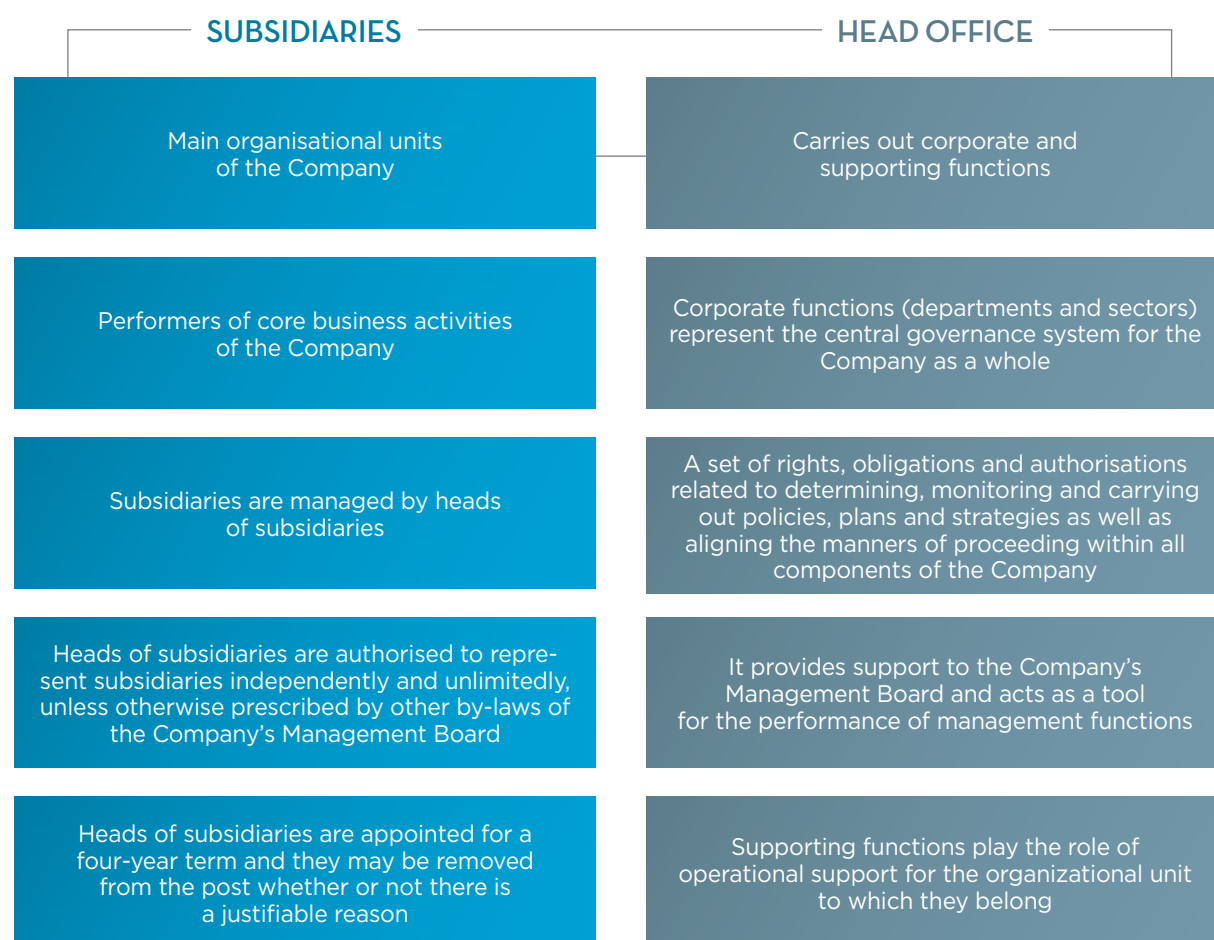 SUBSIDIARIES
HEAD OFFICE
Main organisational units
of the Company
Carries out corporate and
supporting functions
Performers of core business activities
of the Company
Corporate functions (departments and sectors)
represent the central governance system for the
Company as a whole
Subsidiaries are managed by heads
of subsidiaries
A set of rights, obligations and authorisations
related to determining, monitoring and carrying
out policies, plans and strategies as well as
aligning the manners of proceeding within all
components of the Company
Heads of subsidiaries are authorised to repre-
sent subsidiaries independently and unlimitedly,
unless otherwise prescribed by other by-laws of
the Company’s Management Board
It provides support to the Company’s
Management Board and acts as a tool
for the performance of management functions
Heads of subsidiaries are appointed for a
four-year term and they may be removed
from the post whether or not there is
a justifiable reason
Supporting functions play the role of
operational support for the organizational unit
to which they belong